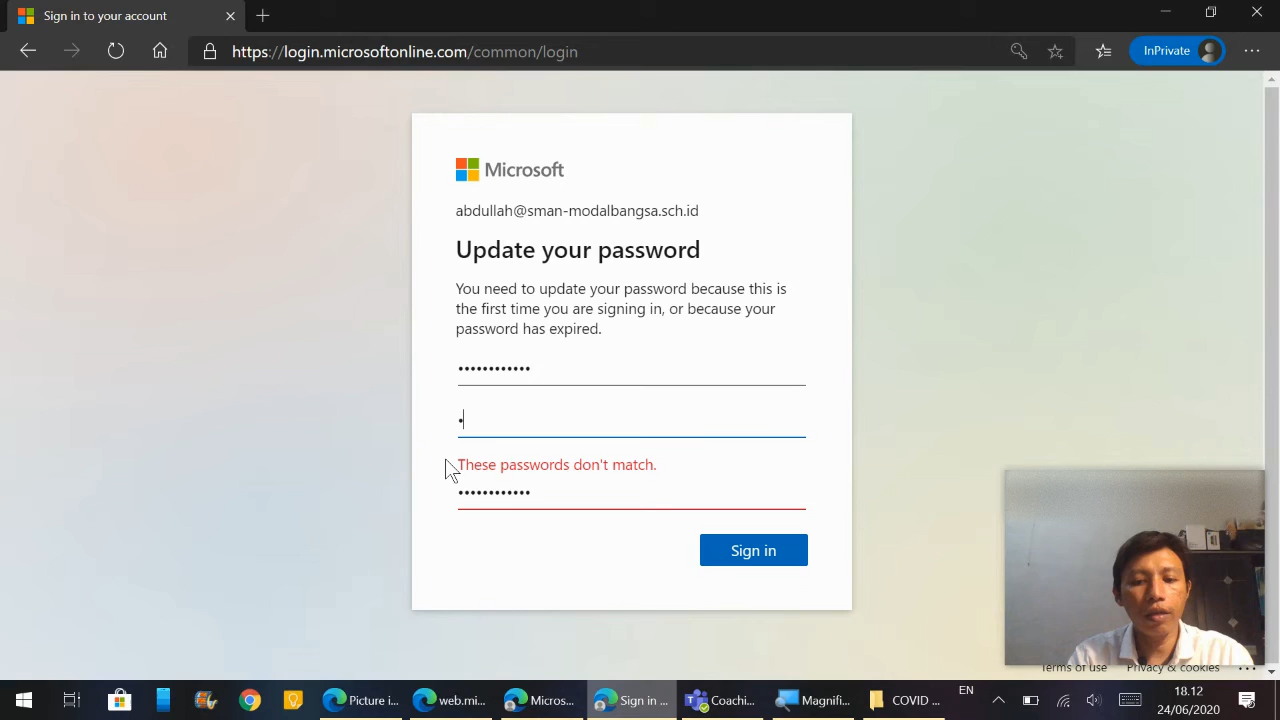 Sign in to your account
https://login.microsoftonline.com/common/login
InPrivate
Microsoft
abdullah@sman-modalbangsa.sch.id
Update your password
You need to update your password because this is
the first time you are signing in, or because your
password has expired.
••••••••••••
•
These passwords don't match.
••••••••••••
Sign in
Terms of use
Privacy & cookies
Picture i...
web.mi...
Micros...
Sign in ...
Coachi...
Magnifi...
COVID ...
EN
18.12
24/06/2020